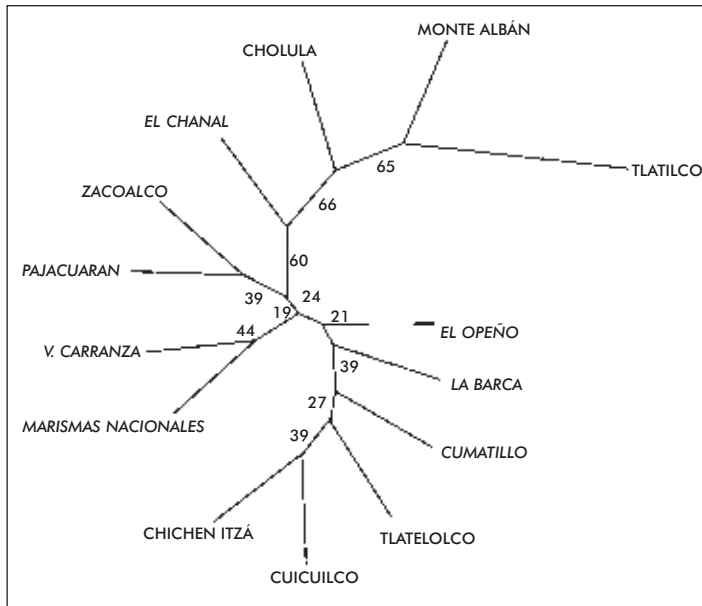 MONTE ALBÁN
CHOLULA
EL CHANAL
65
TLATILCO
ZACOALCO
66
60
PAJACUARAN
39
24
19
21
44
EL OPEÑO
V. CARRANZA
39
LA BARCA
27
MARISMAS NACIONALES
39
CUMATILLO
CHICHEN ITZÁ
TLATELOLCO
CUICUILCO